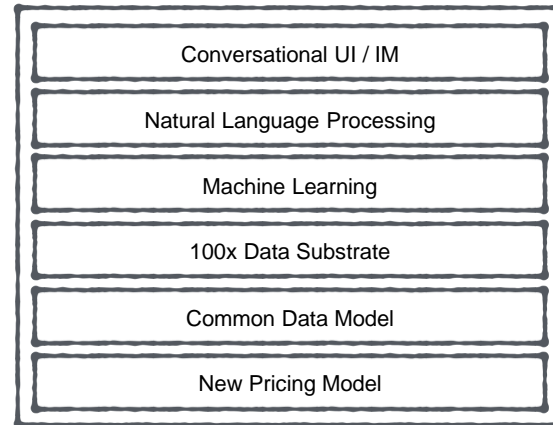 Conversational UI / IM
Natural Language Processing
Machine Learning
100x Data Substrate
Common Data Model
New Pricing Model